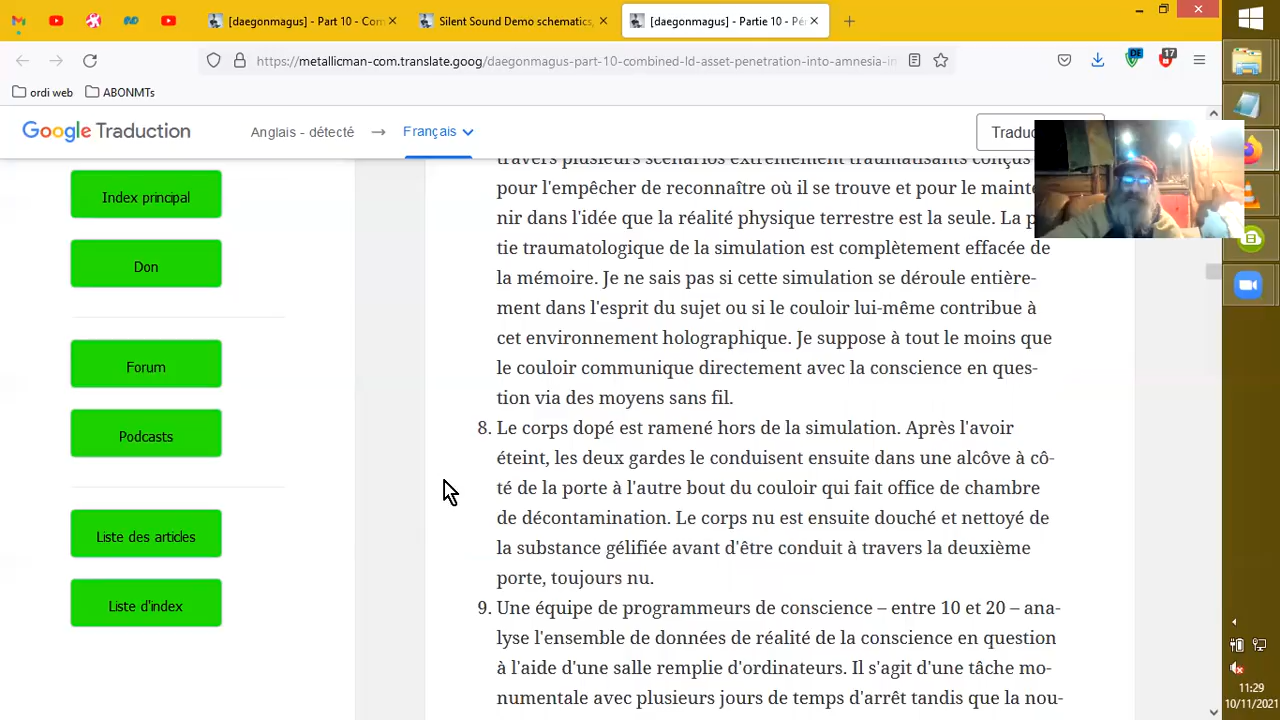 [daegonmagus] - Part 10 - Com
Silent Sound Demo schematics,
[daegonmagus] - Partie 10 - Pé
https://metallicman-com.translate.goog/daegonmagus-part-10-combined-ld-asset-penetration-into-amnesia-in
DE
17
ordi web
ABONMTs
Google Traduction
Anglais - détecté
Français
Traduc
Index principal
Don
Forum
Podcasts
Liste des articles
Liste d'index
travers plusieurs scénarios extrêmement traumatisants conçus
pour l'empêcher de reconnaître où il se trouve et pour le mainte-
nir dans l'idée que la réalité physique terrestre est la seule. La p
tie traumatologique de la simulation est complètement effacée de
la mémoire. Je ne sais pas si cette simulation se déroule entière-
ment dans l'esprit du sujet ou si le couloir lui-même contribue à
cet environnement holographique. Je suppose à tout le moins que
le couloir communique directement avec la conscience en ques-
tion via des moyens sans fil.
8. Le corps dopé est ramené hors de la simulation. Après l'avoir
éteint, les deux gardes le conduisent ensuite dans une alcôve à cô-
té de la porte à l'autre bout du couloir qui fait office de chambre
de décontamination. Le corps nu est ensuite douché et nettoyé de
la substance gélifiée avant d'être conduit à travers la deuxième
porte, toujours nu.
9. Une équipe de programmeurs de conscience – entre 10 et 20 – ana-
lyse l'ensemble de données de réalité de la conscience en question
à l'aide d'une salle remplie d'ordinateurs. Il s'agit d'une tâche mo-
numentale avec plusieurs jours de temps d'arrêt tandis que la nou-
11:29
10/11/2021